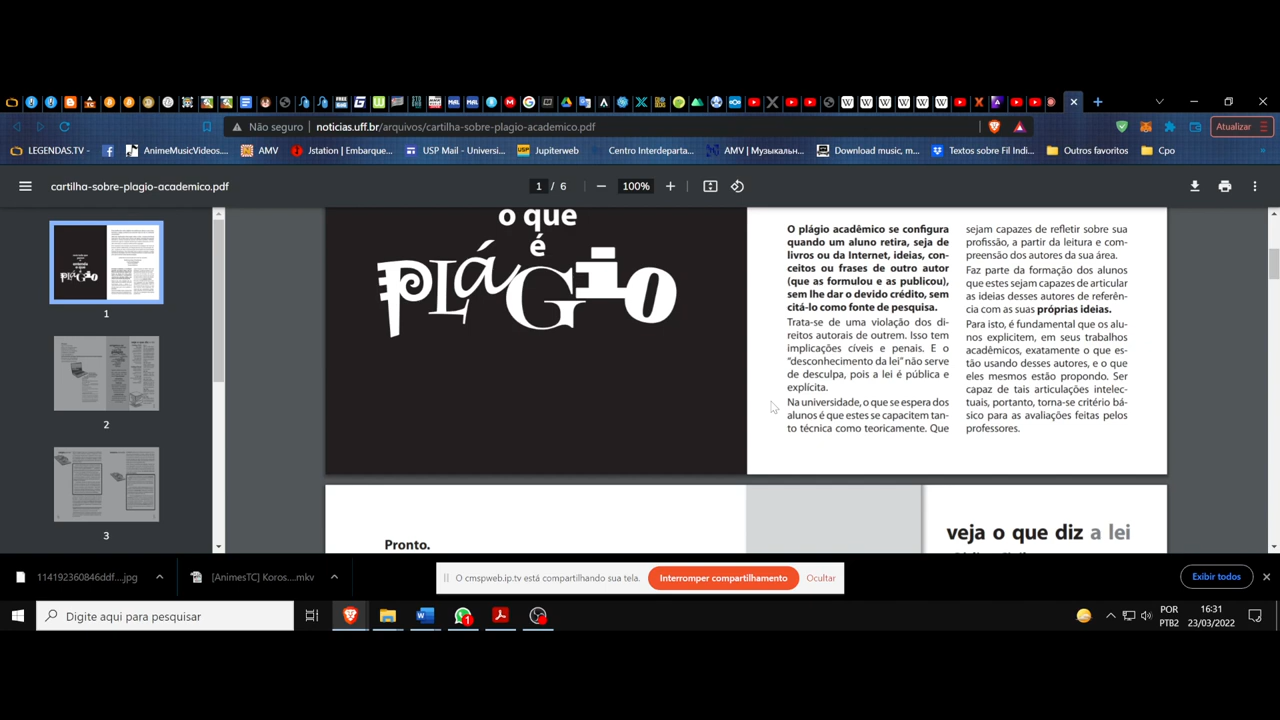 Não seguro noticias.uff.br/arquivos/cartilha-sobre-plagio-academico.pdf Atualizar
LEGENDAS.TV - AnimeMusicVideos... AMV Jstation | Embarque... USP Mail - Universi... Jupiterweb Centro Interdeparta... AMV | Музыкальн... Download music, m... Textos sobre Fil Indi... Outros favoritos Cpo
cartilha-sobre-plagio-academico.pdf 1 / 6 100%
1
2
3
o que
é
PLÁGIO
O plágio acadêmico se configura
quando um aluno retira, seja de
livros ou da Internet, ideias, con-
ceitos ou frases de outro autor
(que as formulou e as publicou),
sem lhe dar o devido crédito, sem
citá-lo como fonte de pesquisa.
Trata-se de uma violação dos di-
reitos autorais de outrem. Isso tem
implicações cíveis e penais. E o
"desconhecimento da lei" não serve
de desculpa, pois a lei é pública e
explícita.
Na universidade, o que se espera dos
alunos é que estes se capacitem tan-
to técnica como teoricamente. Que
sejam capazes de refletir sobre sua
profissão, a partir da leitura e com-
preensão dos autores da sua área.
Faz parte da formação dos alunos
que estes sejam capazes de articular
as ideias desses autores de referên-
cia com as suas próprias ideias.
Para isto, é fundamental que os alu-
nos explicitem, em seus trabalhos
acadêmicos, exatamente o que es-
tão usando desses autores, e o que
eles mesmos estão propondo. Ser
capaz de tais articulações intelec-
tuais, portanto, torna-se critério bá-
sico para as avaliações feitas pelos
professores.
Pronto.
veja o que diz a lei
114192360846ddf....jpg [AnimesTC] Koros....mkv O cmspweb.ip.tv está compartilhando sua tela. Interromper compartilhamento Ocultar Exibir todos
Digite aqui para pesquisar
POR 16:31
PTB2 23/03/2022